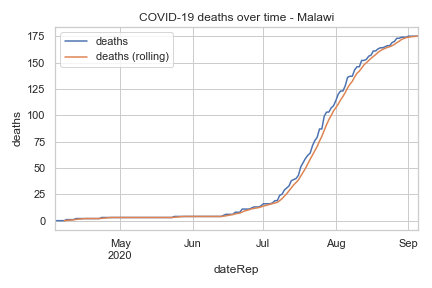 COVID-19 deaths over time - Malawi
deaths
deaths (rolling)
175
150
125
100
75
50
25
0
deaths
May
2020
Jun
Jul
Aug
Sep
dateRep